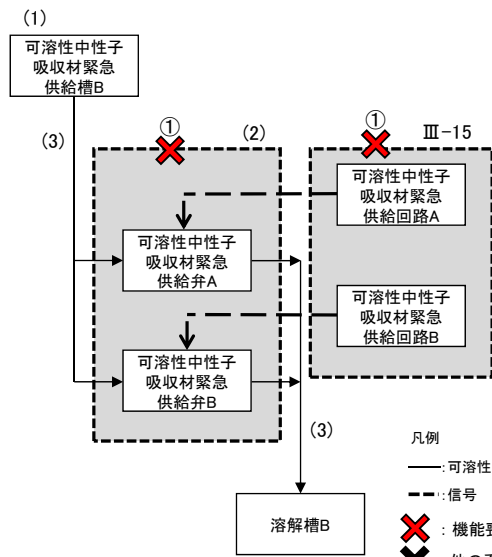 (1)
可溶性中性子
吸収材緊急
供給槽B
(3)
①
(2)
①
Ⅲ-15
可溶性中性子
吸収材緊急
供給回路A
可溶性中性子
吸収材緊急
供給弁A
可溶性中性子
吸収材緊急
供給回路B
可溶性中性子
吸収材緊急
供給弁B
(3)
溶解槽B
凡例
:可溶性
:信号
:機能